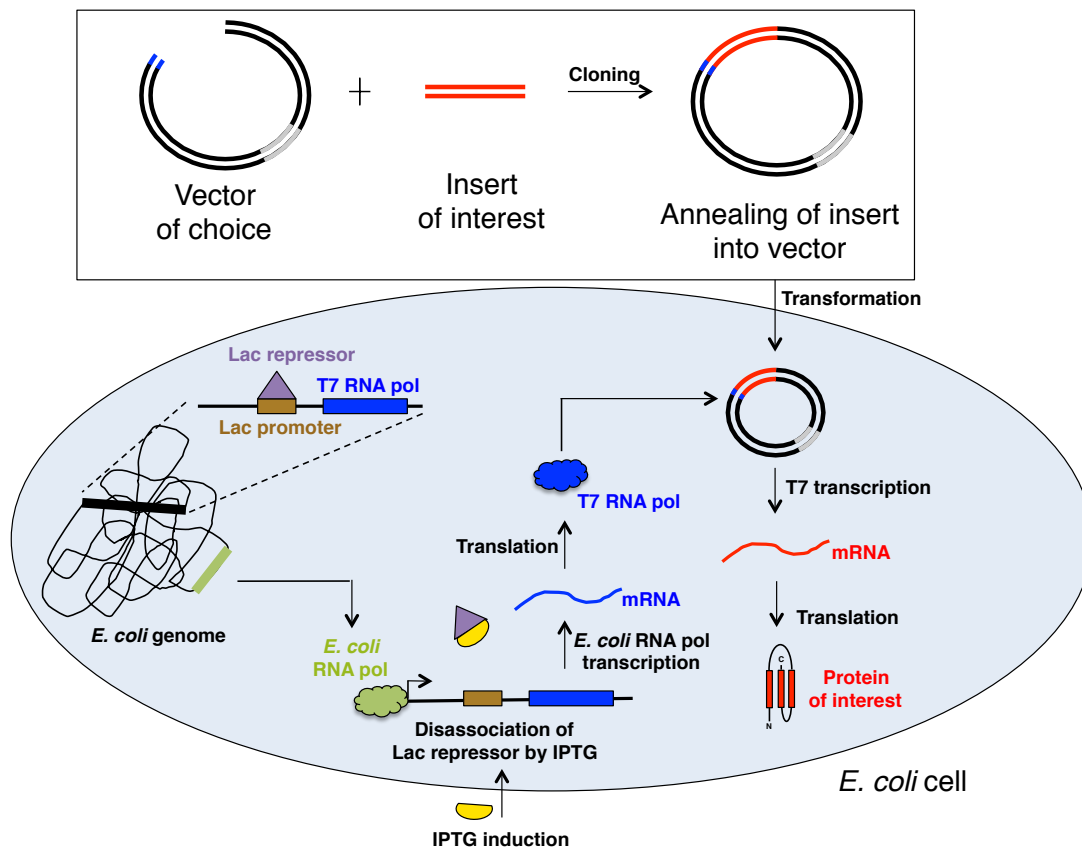 Cloning
+
Vector
of choice
Insert
of interest
Annealing of insert
into vector
Transformation
Lac repressor
T7 RNA pol
Lac promoter
T7 RNA pol
T7 transcription
Translation
mRNA
mRNA
E. coli genome
E. coli
RNA pol
E. coli RNA pol
transcription
Translation
C
N
Protein
of interest
Disassociation of
Lac repressor by IPTG
E. coli cell
IPTG induction